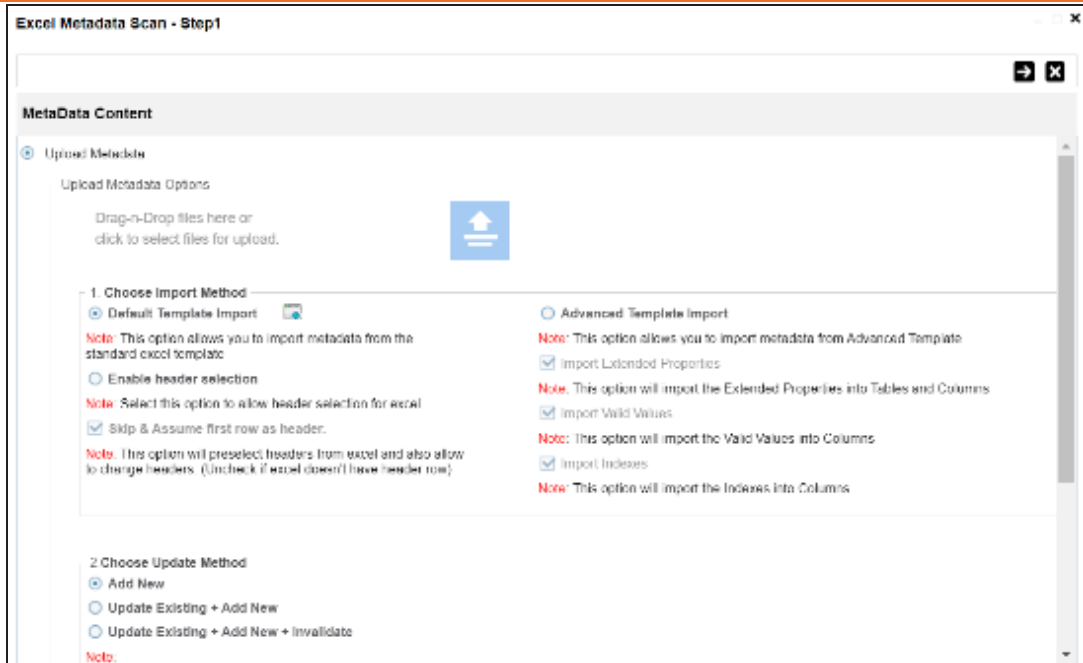 Excel Metadata Scan - Step1
MetaData Content
Upload Metadata
Upload Metadata Options
Drag-n-Drop files here or
click to select files for upload.
1. Choose Import Method
Default Template Import
Note: This option allows you to import metadata from the
standard excel template
Enable header selection
Note: Select this option to allow header selection for excel
Skip & Assume first row as header.
Note: This option will preselect headers from excel and also allow
to change headers. (Uncheck if excel doesn't have header row)
Advanced Template Import
Note: This option allows you to import metadata from Advanced Template
Import Extended Properties
Note: This option will import the Extended Properties into Tables and Columns
Import Valid Values
Note: This option will import the Valid Values into Columns
Import Indexes
Note: This option will import the Indexes into Columns
2.Choose Update Method
Add New
Update Existing + Add New
Update Existing + Add New + Invalidate
Note: